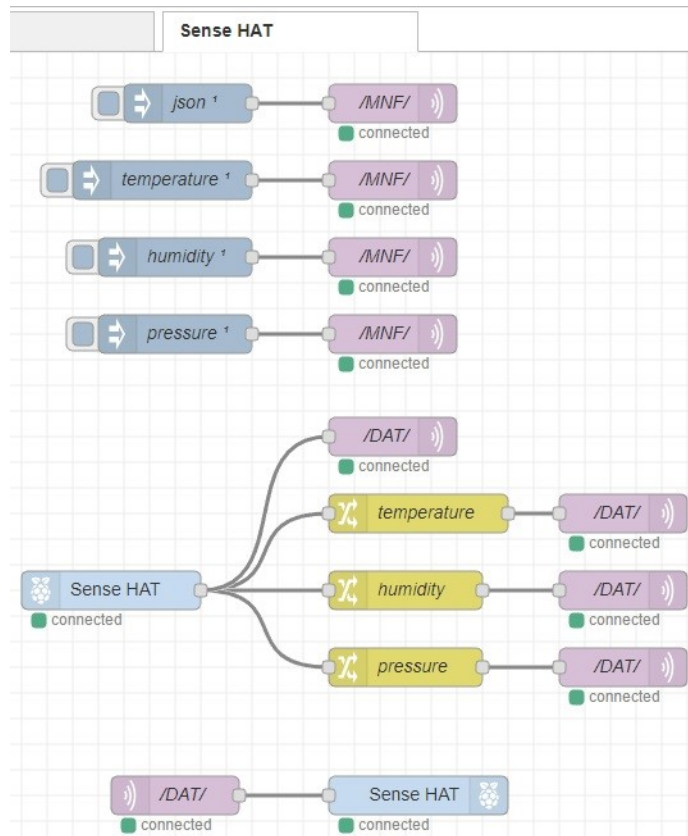 Sense HAT
json ¹
/MNF/
connected
temperature ¹
/MNF/
connected
humidity ¹
/MNF/
connected
pressure ¹
/MNF/
connected
/DAT/
connected
temperature
/DAT/
connected
Sense HAT
connected
humidity
/DAT/
connected
pressure
/DAT/
connected
/DAT/
connected
Sense HAT
connected